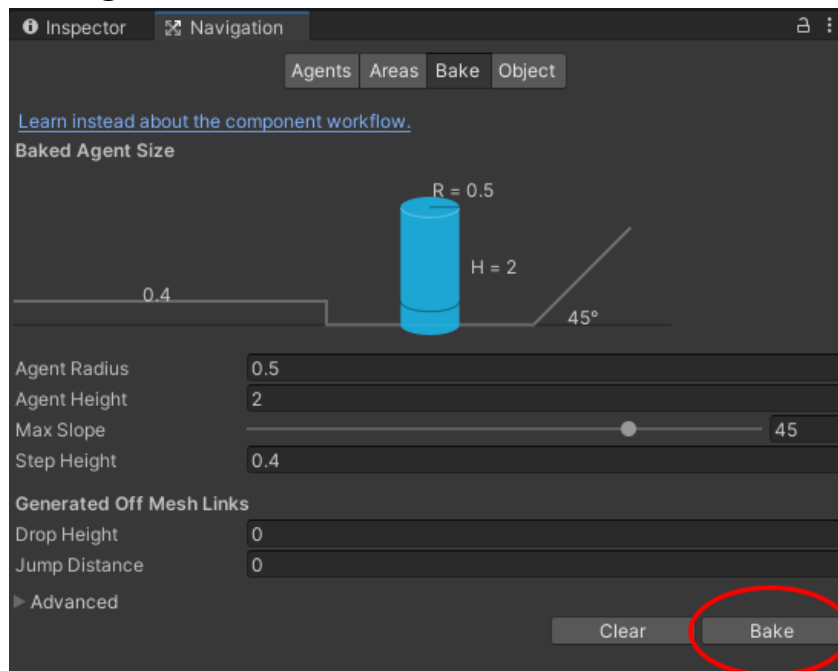 Inspector Navigation
Agents Areas Bake Object
Learn instead about the component workflow.
Baked Agent Size
R = 0.5
H = 2
0.4
45°
Agent Radius 0.5
Agent Height 2
Max Slope 45
Step Height 0.4
Generated Off Mesh Links
Drop Height 0
Jump Distance 0
Advanced
Clear Bake